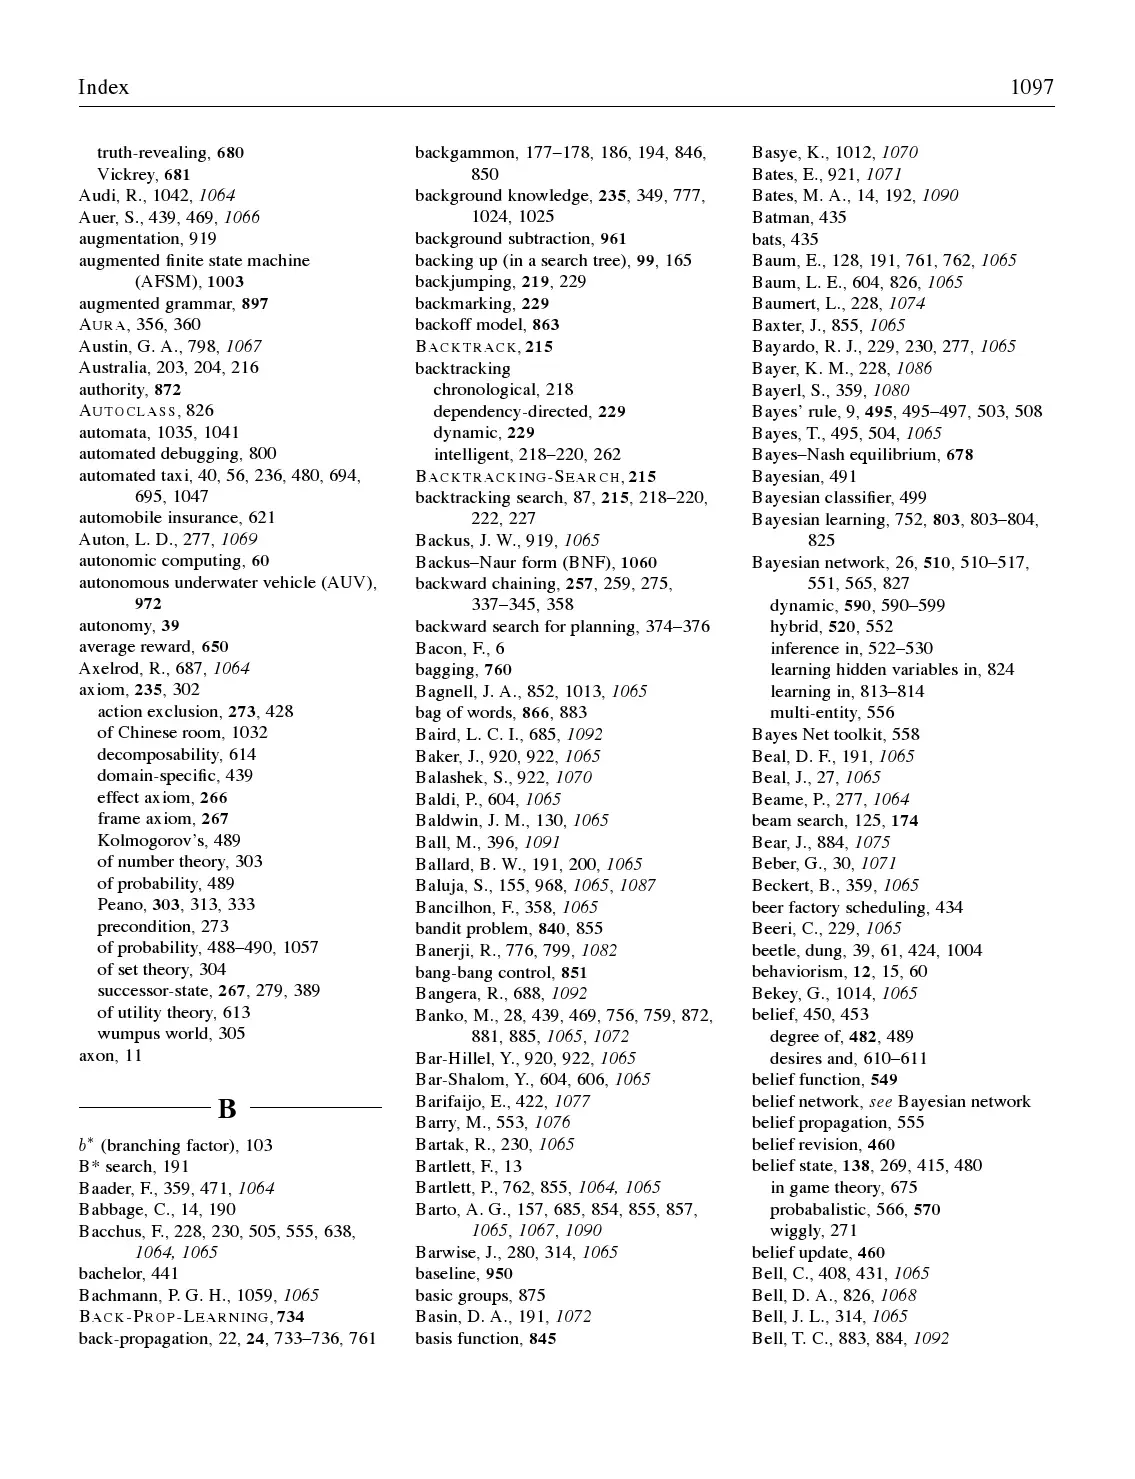 Index 1097
truth-revealing, 680
Vickrey, 681
Audi, R., 1042, 1064
Auer, S., 439, 469, 1066
augmentation, 919
augmented finite state machine
(AFSM), 1003
augmented grammar, 897
AURA, 356, 360
Austin, G. A., 798, 1067
Australia, 203, 204, 216
authority, 872
AUTOCLASS, 826
automata, 1035, 1041
automated debugging, 800
automated taxi, 40, 56, 236, 480, 694,
695, 1047
automobile insurance, 621
Auton, L. D., 277, 1069
autonomic computing, 60
autonomous underwater vehicle (AUV),
972
autonomy, 39
average reward, 650
Axelrod, R., 687, 1064
axiom, 235, 302
action exclusion, 273, 428
of Chinese room, 1032
decomposability, 614
domain-specific, 439
effect axiom, 266
frame axiom, 267
Kolmogorov's, 489
of number theory, 303
of probability, 489
Peano, 303, 313, 333
precondition, 273
of probability, 488–490, 1057
of set theory, 304
successor-state, 267, 279, 389
of utility theory, 613
wumpus world, 305
axon, 11
B
b* (branching factor), 103
B* search, 191
Baader, F., 359, 471, 1064
Babbage, C., 14, 190
Bacchus, F., 228, 230, 505, 555, 638,
1064, 1065
bachelor, 441
Bachmann, P. G. H., 1059, 1065
BACK-PROP-LEARNING, 734
back-propagation, 22, 24, 733–736, 761
backgammon, 177–178, 186, 194, 846,
850
background knowledge, 235, 349, 777,
1024, 1025
background subtraction, 961
backing up (in a search tree), 99, 165
backjumping, 219, 229
backmarking, 229
backoff model, 863
BACKTRACK, 215
backtracking
chronological, 218
dependency-directed, 229
dynamic, 229
intelligent, 218–220, 262
BACKTRACKING-SEARCH, 215
backtracking search, 87, 215, 218–220,
222, 227
Backus, J. W., 919, 1065
Backus–Naur form (BNF), 1060
backward chaining, 257, 259, 275,
337–345, 358
backward search for planning, 374–376
Bacon, F., 6
bagging, 760
Bagnell, J. A., 852, 1013, 1065
bag of words, 866, 883
Baird, L. C. I., 685, 1092
Baker, J., 920, 922, 1065
Balashek, S., 922, 1070
Baldi, P., 604, 1065
Baldwin, J. M., 130, 1065
Ball, M., 396, 1091
Ballard, B. W., 191, 200, 1065
Baluja, S., 155, 968, 1065, 1087
Bancilhon, F., 358, 1065
bandit problem, 840, 855
Banerji, R., 776, 799, 1082
bang-bang control, 851
Bangera, R., 688, 1092
Banko, M., 28, 439, 469, 756, 759, 872,
881, 885, 1065, 1072
Bar-Hillel, Y., 920, 922, 1065
Bar-Shalom, Y., 604, 606, 1065
Barifaijo, E., 422, 1077
Barry, M., 553, 1076
Bartak, R., 230, 1065
Bartlett, F., 13
Bartlett, P., 762, 855, 1064, 1065
Barto, A. G., 157, 685, 854, 855, 857,
1065, 1067, 1090
Barwise, J., 280, 314, 1065
baseline, 950
basic groups, 875
Basin, D. A., 191, 1072
basis function, 845
Basye, K., 1012, 1070
Bates, E., 921, 1071
Bates, M. A., 14, 192, 1090
Batman, 435
bats, 435
Baum, E., 128, 191, 761, 762, 1065
Baum, L. E., 604, 826, 1065
Baumert, L., 228, 1074
Baxter, J., 855, 1065
Bayardo, R. J., 229, 230, 277, 1065
Bayer, K. M., 228, 1086
Bayerl, S., 359, 1080
Bayes' rule, 9, 495, 495–497, 503, 508
Bayes, T., 495, 504, 1065
Bayes–Nash equilibrium, 678
Bayesian, 491
Bayesian classifier, 499
Bayesian learning, 752, 803, 803–804,
825
Bayesian network, 26, 510, 510–517,
551, 565, 827
dynamic, 590, 590–599
hybrid, 520, 552
inference in, 522–530
learning hidden variables in, 824
learning in, 813–814
multi-entity, 556
Bayes Net toolkit, 558
Beal, D. F., 191, 1065
Beal, J., 27, 1065
Beame, P., 277, 1064
beam search, 125, 174
Bear, J., 884, 1075
Beber, G., 30, 1071
Beckert, B., 359, 1065
beer factory scheduling, 434
Beeri, C., 229, 1065
beetle, dung, 39, 61, 424, 1004
behaviorism, 12, 15, 60
Bekey, G., 1014, 1065
belief, 450, 453
degree of, 482, 489
desires and, 610–611
belief function, 549
belief network, see Bayesian network
belief propagation, 555
belief revision, 460
belief state, 138, 269, 415, 480
in game theory, 675
probabalistic, 566, 570
wiggly, 271
belief update, 460
Bell, C., 408, 431, 1065
Bell, D. A., 826, 1068
Bell, J. L., 314, 1065
Bell, T. C., 883, 884, 1092